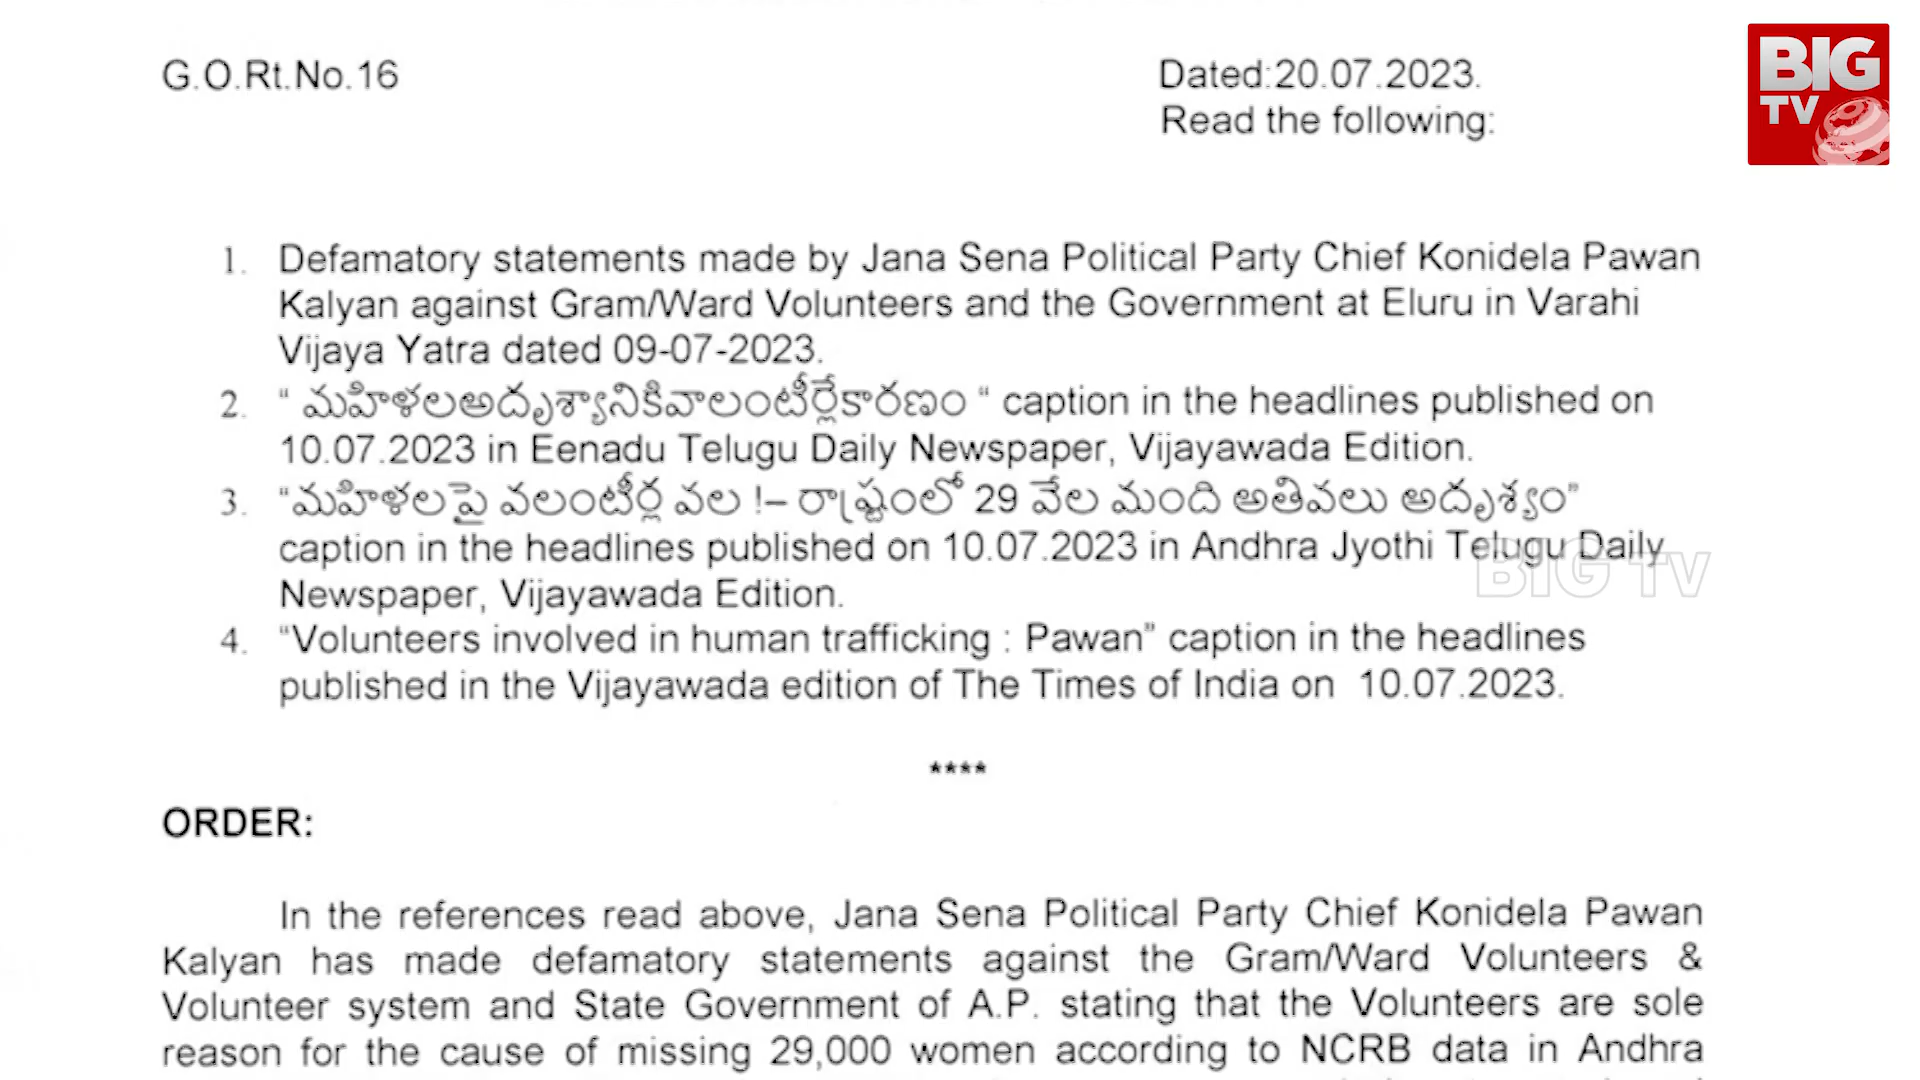 G.O.Rt.No.16 Dated:20.07.2023.
Read the following:
BIG
TV
1. Defamatory statements made by Jana Sena Political Party Chief Konidela Pawan
Kalyan against Gram/Ward Volunteers and the Government at Eluru in Varahi
Vijaya Yatra dated 09-07-2023.
2. “ మహిళలఅదృశ్యానికివాలంటీర్లేకారణం “ caption in the headlines published on
10.07.2023 in Eenadu Telugu Daily Newspaper, Vijayawada Edition.
3. “మహిళలపై వలంటీర్ల వల !– రాష్ట్రంలో 29 వేల మంది అతివలు అదృశ్యం”
caption in the headlines published on 10.07.2023 in Andhra Jyothi Telugu Daily
Newspaper, Vijayawada Edition.
BIG TV
4. “Volunteers involved in human trafficking : Pawan” caption in the headlines
published in the Vijayawada edition of The Times of India on 10.07.2023.
****
ORDER:
In the references read above, Jana Sena Political Party Chief Konidela Pawan
Kalyan has made defamatory statements against the Gram/Ward Volunteers &
Volunteer system and State Government of A.P. stating that the Volunteers are sole
reason for the cause of missing 29,000 women according to NCRB data in Andhra